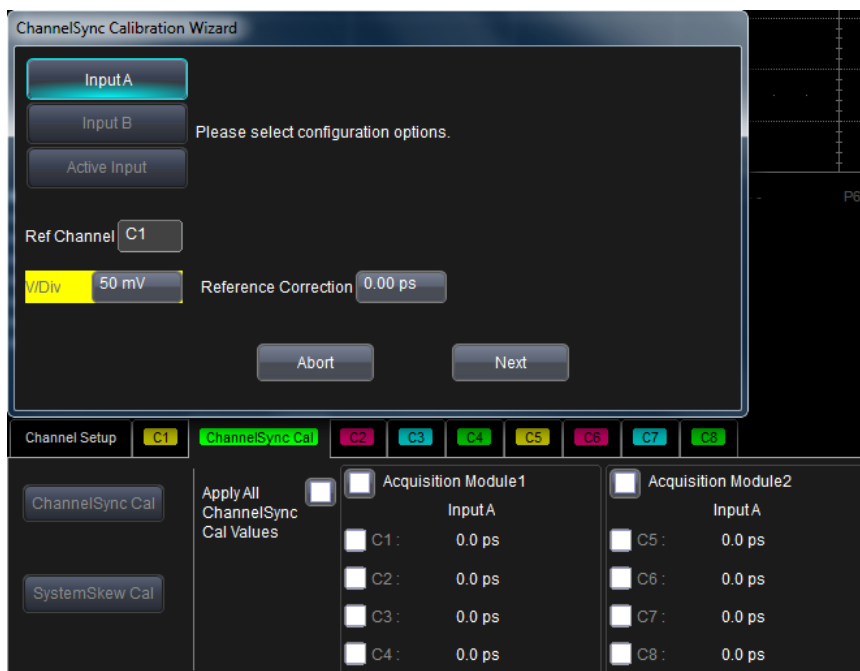 ChannelSync Calibration Wizard
Input A
Input B
Please select configuration options.
Active Input
Ref Channel C1
V/Div 50 mV Reference Correction 0.00 ps
Abort Next
P6
Channel Setup C1 ChannelSync Cal C2 C3 C4 C5 C6 C7 C8
ChannelSync Cal
SystemSkew Cal
Apply All
ChannelSync
Cal Values
Acquisition Module1
Input A
C1: 0.0 ps
C2: 0.0 ps
C3: 0.0 ps
C4: 0.0 ps
Acquisition Module2
Input A
C5: 0.0 ps
C6: 0.0 ps
C7: 0.0 ps
C8: 0.0 ps